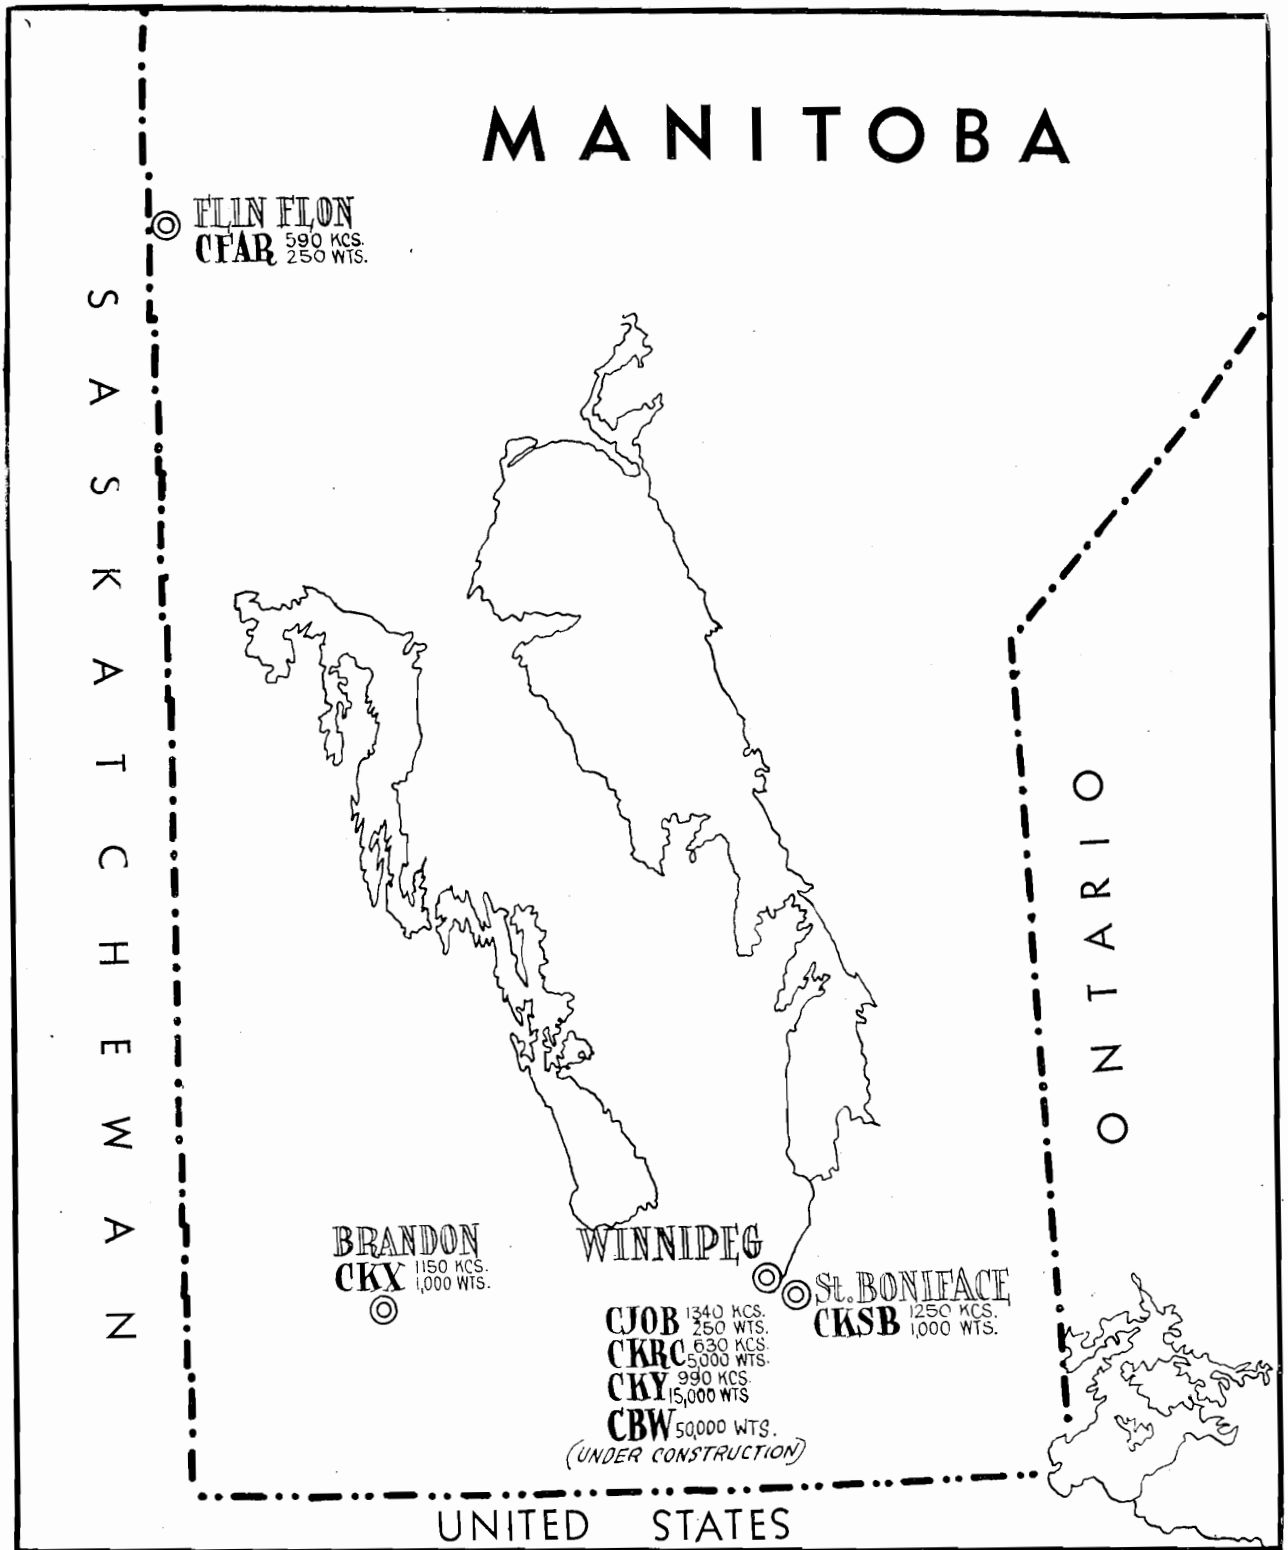 MANITOBA
FLIN FLON
CFAR 590 KCS.
250 WTS.
SASKATCHEWAN
ONTARIO
BRANDON
CKX 1150 KCS.
1,000 WTS.
WINNIPEG
CJOB 1340 KCS.
250 WTS.
CKRC 630 KCS.
5000 WTS.
CKY 990 KCS.
15,000 WTS
CBW 50,000 WTS.
(UNDER CONSTRUCTION)
St. BONIFACE
CKSB 1250 KCS.
1,000 WTS.
UNITED STATES